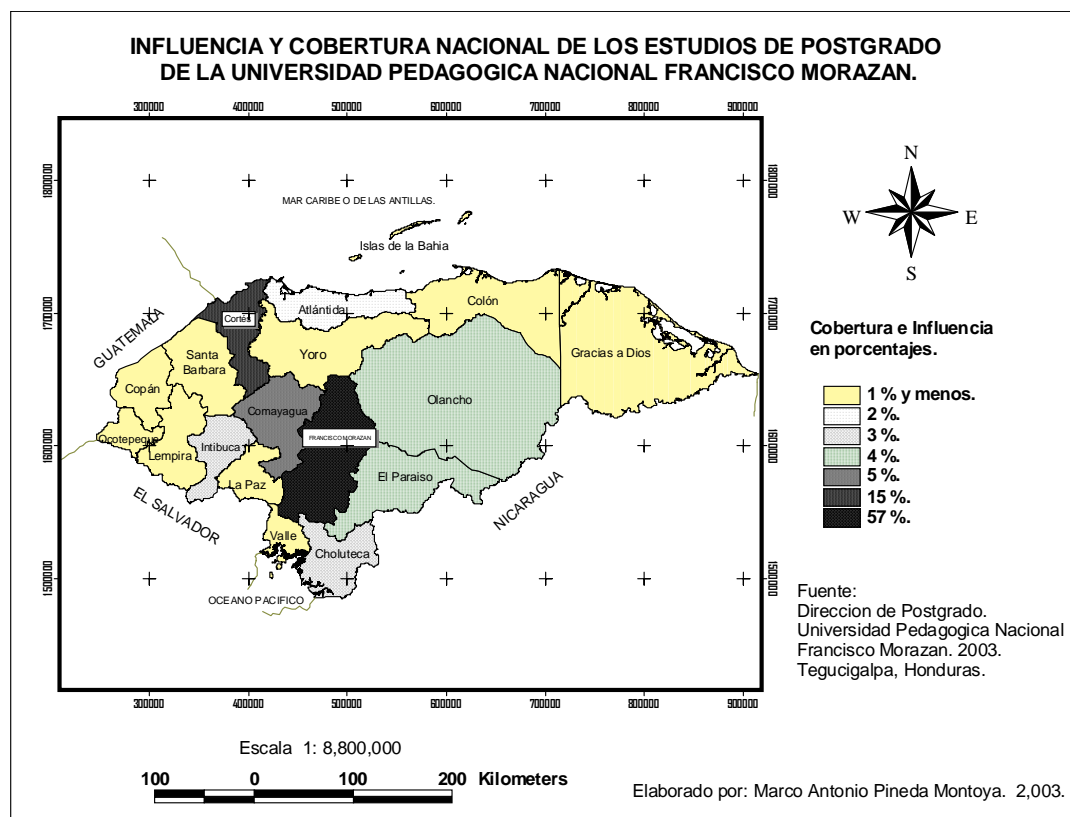 INFLUENCIA Y COBERTURA NACIONAL DE LOS ESTUDIOS DE POSTGRADO
DE LA UNIVERSIDAD PEDAGOGICA NACIONAL FRANCISCO MORAZAN.
300000 400000 500000 600000 700000 800000 900000
1800000 1800000
MAR CARIBE O DE LAS ANTILLAS.
Islas de la Bahia
N
W E
S
1700000 1700000
GUATEMALA
Cortés
Atlántida
Colón
Yoro
Santa
Barbara
Gracias a Dios
Copán
Olancho
Comayagua
Ocotepeque
Lempira
Intibuca
FRANCISCO MORAZAN
1600000 1600000
La Paz
El Paraiso
EL SALVADOR
NICARAGUA
Valle
Choluteca
1500000 1500000
OCEANO PACIFICO
300000 400000 500000 600000 700000 800000 900000
Cobertura e Influencia
en porcentajes.
1 % y menos.
2 %.
3 %.
4 %.
5 %.
15 %.
57 %.
Fuente:
Direccion de Postgrado.
Universidad Pedagogica Nacional
Francisco Morazan. 2003.
Tegucigalpa, Honduras.
Escala 1: 8,800,000
100 0 100 200 Kilometers
Elaborado por: Marco Antonio Pineda Montoya. 2,003.